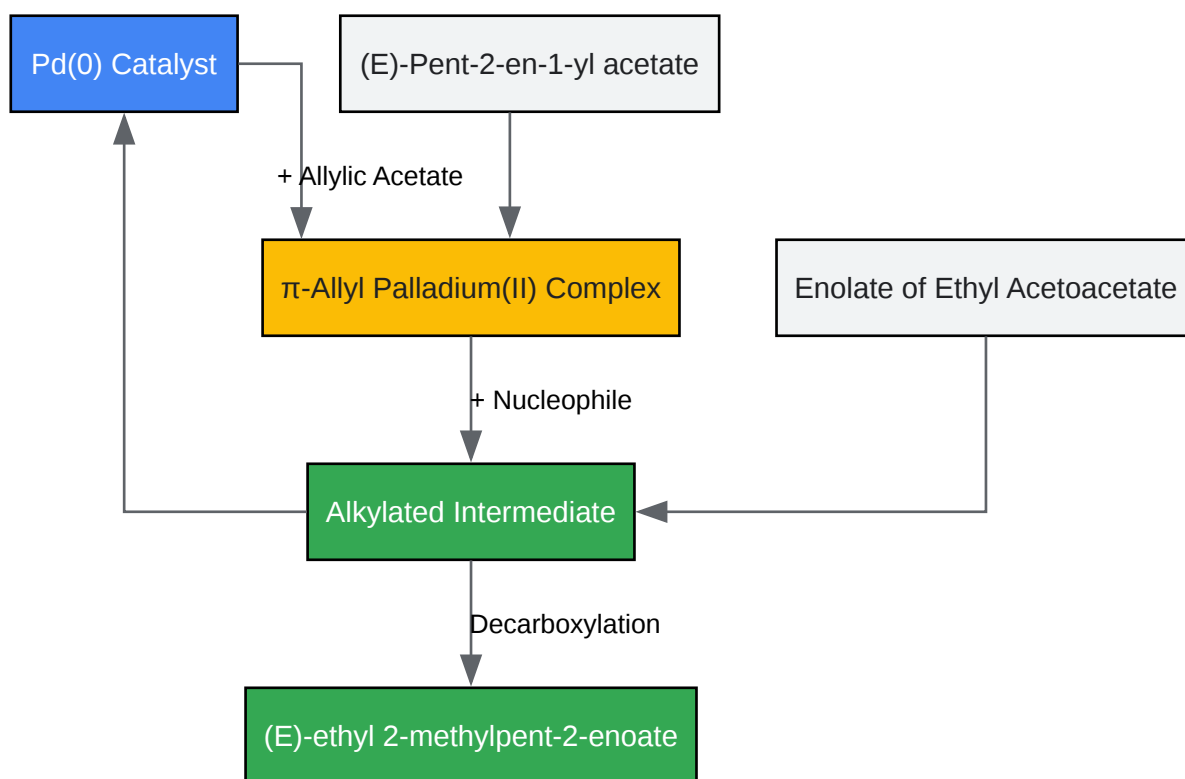 Pd(0) Catalyst
(E)-Pent-2-en-1-yl acetate
+ Allylic Acetate
π-Allyl Palladium(II) Complex
Enolate of Ethyl Acetoacetate
+ Nucleophile
Alkylated Intermediate
Decarboxylation
(E)-ethyl 2-methylpent-2-enoate